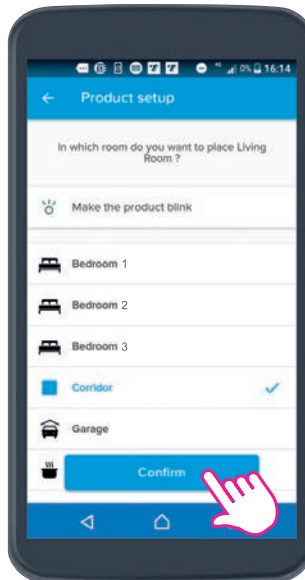 0% 16:14
Product setup
In which room do you want to place Living
Room ?
Make the product blink
Bedroom 1
Bedroom 2
Bedroom 3
Corridor
Garage
Confirm